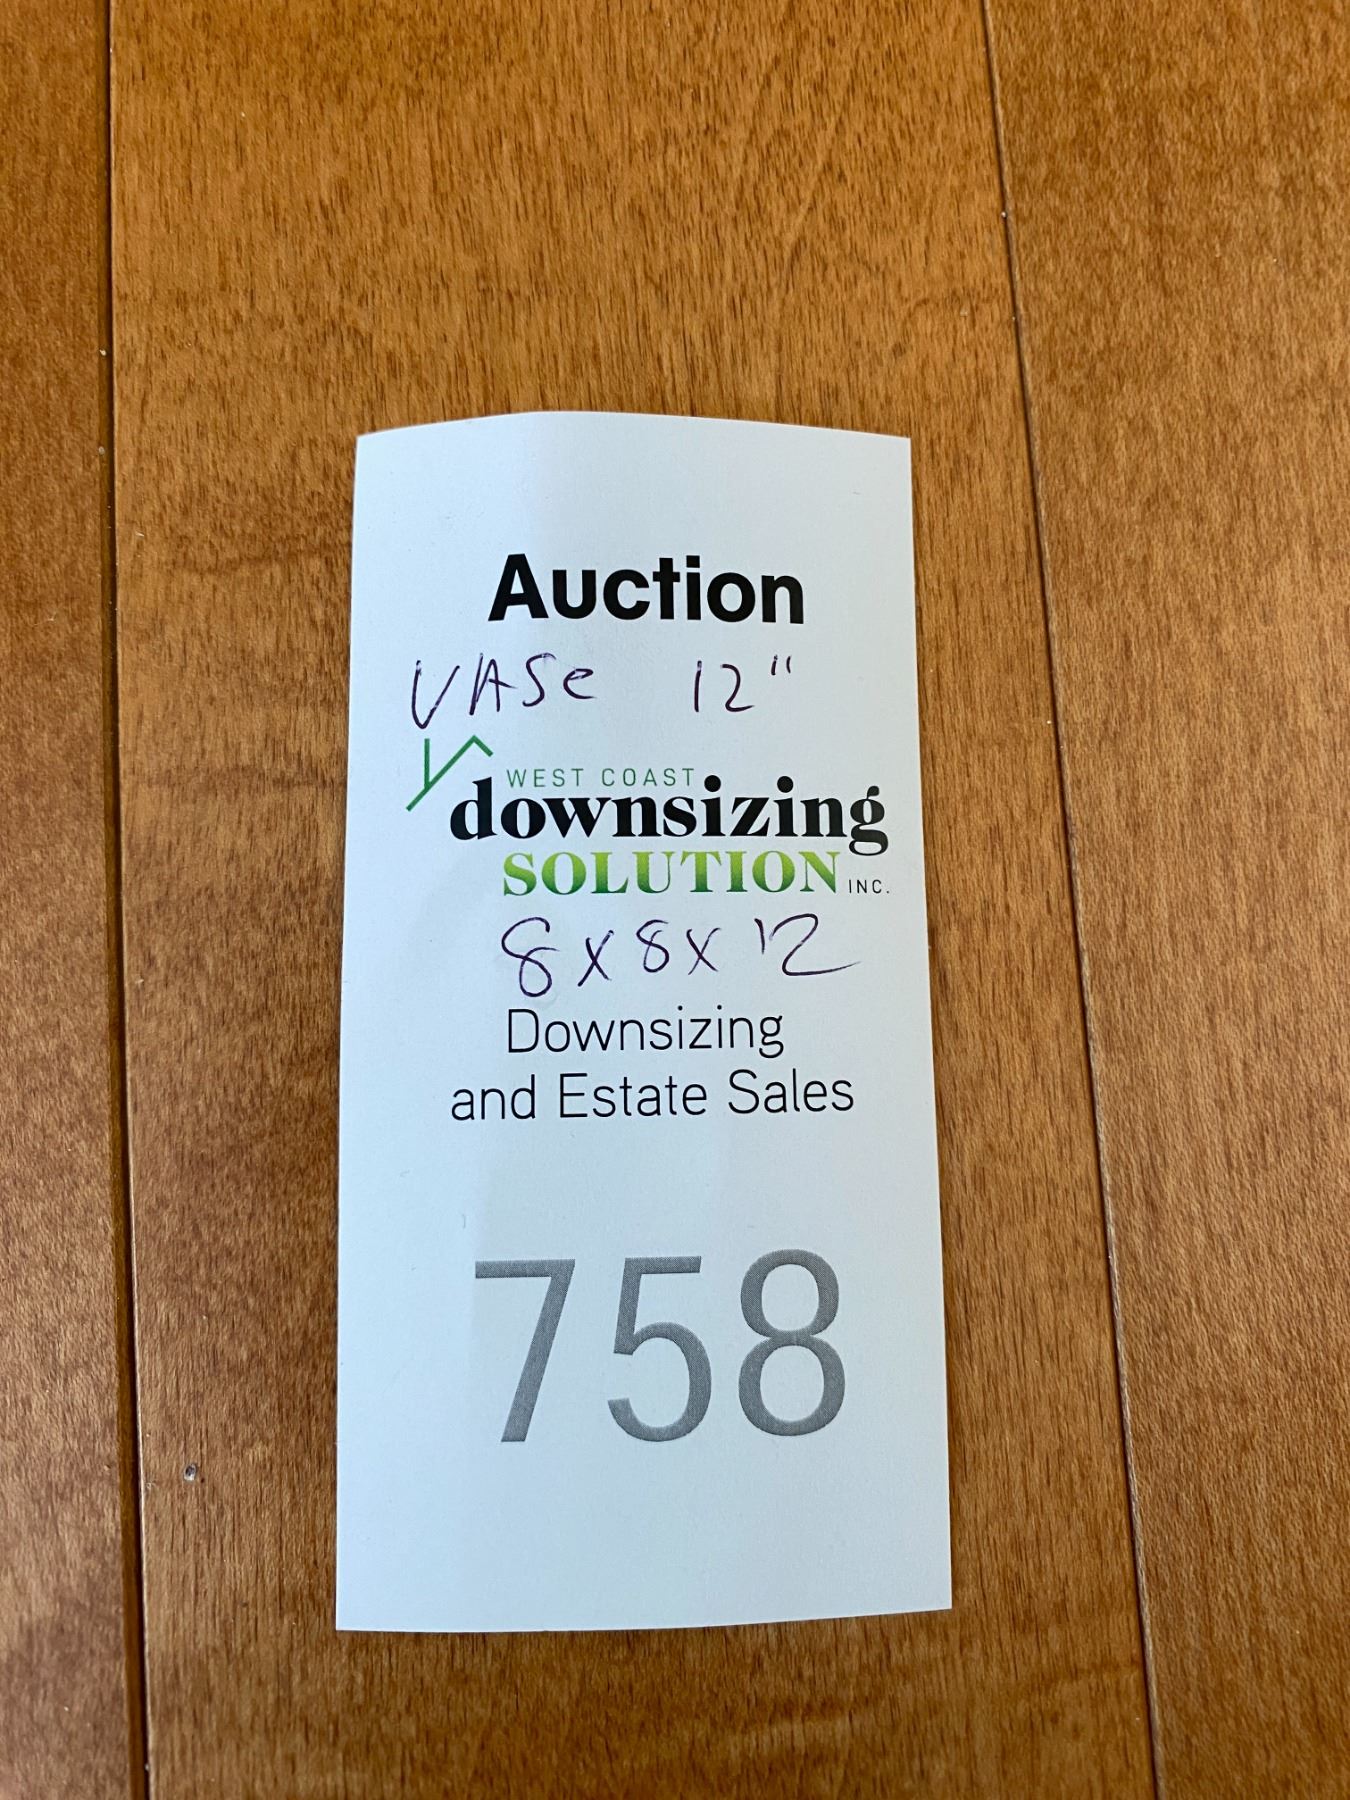 Auction
VASe 12"
WEST COAST
downsizing
SOLUTION INC.
8x8x12
Downsizing
and Estate Sales
758